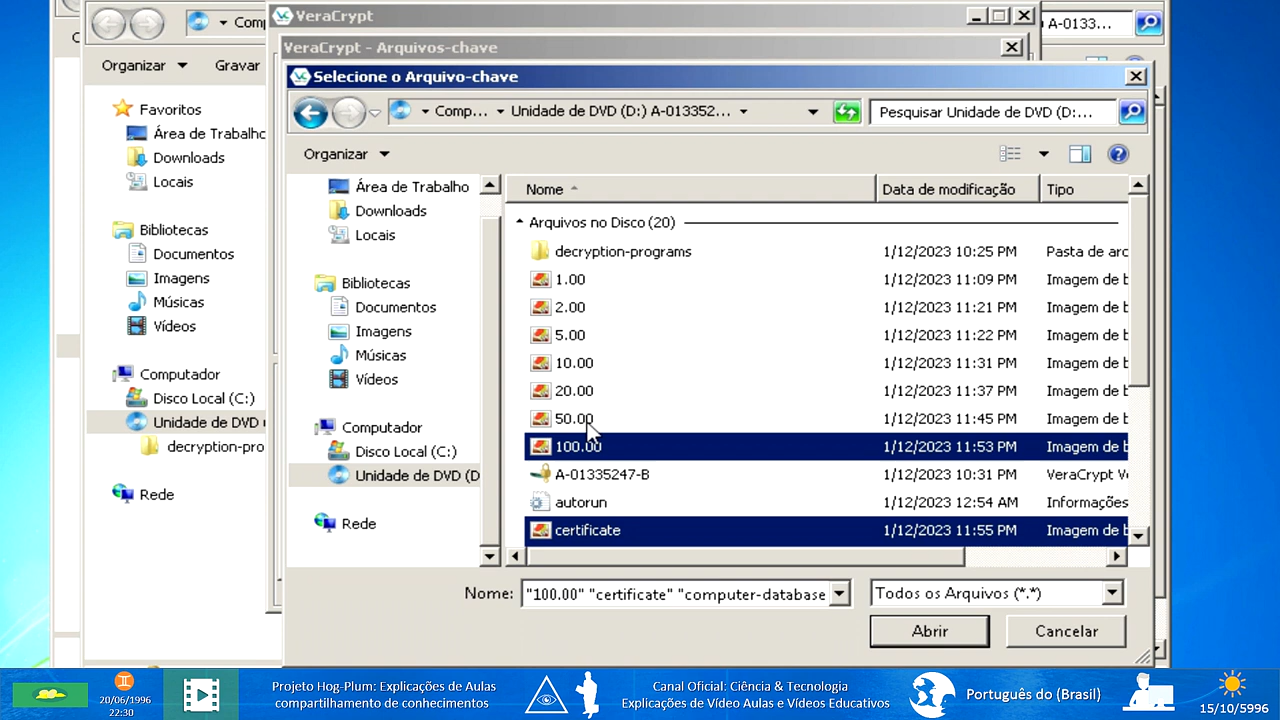 Comp
A-0133...
VeraCrypt
VeraCrypt - Arquivos-chave
Selecione o Arquivo-chave
Organizar
Gravar
Favoritos
Área de Trabalho
Downloads
Locais
Bibliotecas
Documentos
Imagens
Músicas
Vídeos
Computador
Disco Local (C:)
Unidade de DVD
decryption-pro
Rede
Comp...
Unidade de DVD (D:) A-013352...
Pesquisar Unidade de DVD (D:...
Organizar
Área de Trabalho
Downloads
Locais
Bibliotecas
Documentos
Imagens
Músicas
Vídeos
Computador
Disco Local (C:)
Unidade de DVD (D
Rede
Nome Data de modificação Tipo
Arquivos no Disco (20)
decryption-programs 1/12/2023 10:25 PM Pasta de arc
1.00 1/12/2023 11:09 PM Imagem de b
2.00 1/12/2023 11:21 PM Imagem de b
5.00 1/12/2023 11:22 PM Imagem de b
10.00 1/12/2023 11:31 PM Imagem de b
20.00 1/12/2023 11:37 PM Imagem de b
50.00 1/12/2023 11:45 PM Imagem de b
100.00 1/12/2023 11:53 PM Imagem de b
A-01335247-B 1/12/2023 10:31 PM VeraCrypt V
autorun 1/12/2023 12:54 AM Informações
certificate 1/12/2023 11:55 PM Imagem de b
Nome: "100.00" "certificate" "computer-database
Todos os Arquivos (*.*)
Abrir
Cancelar
20/06/1996
22:30
Projeto Hog-Plum: Explicações de Aulas
compartilhamento de conhecimentos
Canal Oficial: Ciência & Tecnologia
Explicações de Vídeo Aulas e Vídeos Educativos
Português do (Brasil)
15/10/5996